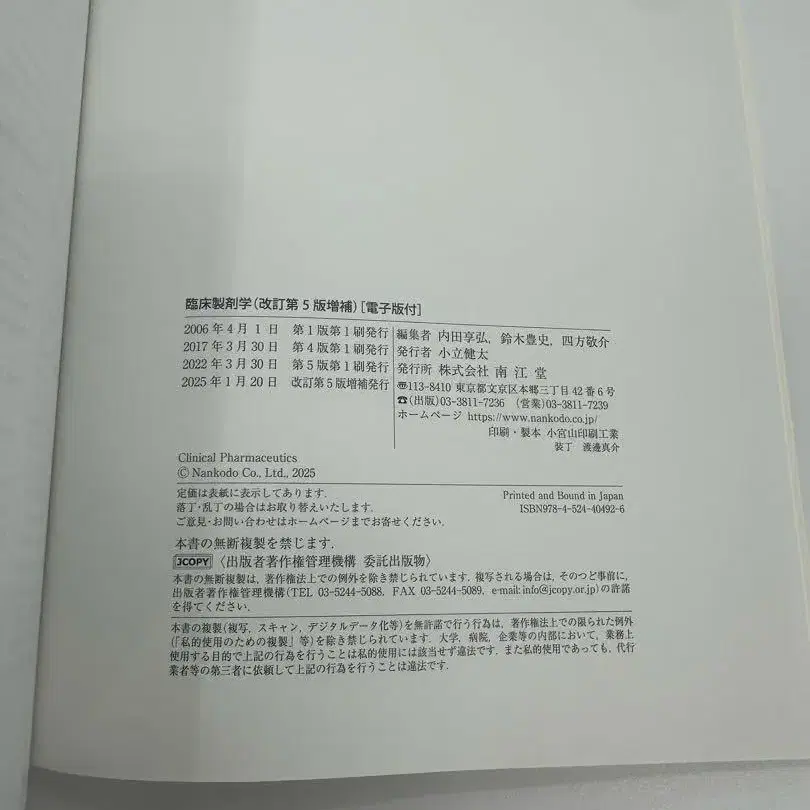 臨床製剤学(改訂第5版増補)[電子版付]
2006年4月1日 第1版第1刷発行
2017年3月30日 第4版第1刷発行
2022年3月30日 第5版第1刷発行
2025年1月20日 改訂第5版増補発行
編集者 内田享弘, 鈴木豊史, 四方敬介
発行者 小立健太
発行所 株式会社 南江堂
〠113-8410 東京都文京区本郷三丁目42番6号
☎(出版)03-3811-7236 (営業)03-3811-7239
ホームページ https://www.nankodo.co.jp/
印刷・製本 小宮山印刷工業
装丁 渡邊真介
Clinical Pharmaceutics
© Nankodo Co., Ltd., 2025
定価は表紙に表示してあります.
落丁・乱丁の場合はお取り替えいたします.
ご意見・お問い合わせはホームページまでお寄せください.
Printed and Bound in Japan
ISBN978-4-524-40492-6
本書の無断複製を禁じます.
JCOPY 〈出版者著作権管理機構 委託出版物〉
本書の無断複製は, 著作権法上での例外を除き禁じられています. 複写される場合は, そのつど事前に,
出版者著作権管理機構(TEL 03-5244-5088, FAX 03-5244-5089, e-mail: info@jcopy.or.jp)の許諾
を得てください.
本書の複製(複写, スキャン, デジタルデータ化等)を無許諾で行う行為は, 著作権法上での限られた例外
(「私的使用のための複製」等)を除き禁じられています. 大学, 病院, 企業等の内部において, 業務上
使用する目的で上記の行為を行うことは私的使用には該当せず違法です. また私的使用であっても, 代行
業者等の第三者に依頼して上記の行為を行うことは違法です.